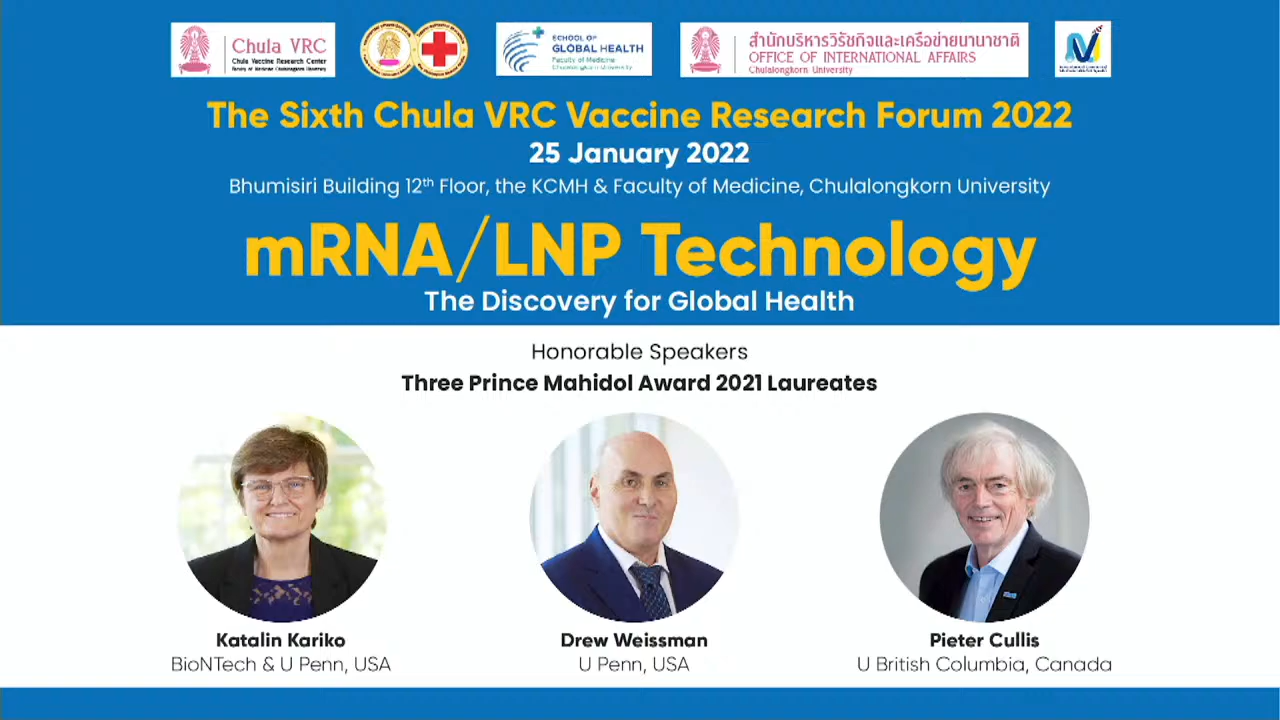 Chula VRC
Chula Vaccine Research Center
Faculty of Medicine Chulalongkorn University
SCHOOL OF
GLOBAL HEALTH
Faculty of Medicine
Chulalongkorn University
สำนักบริหารวิรัชกิจและเครือข่ายนานาชาติ
OFFICE OF INTERNATIONAL AFFAIRS
Chulalongkorn University
The Sixth Chula VRC Vaccine Research Forum 2022
25 January 2022
Bhumisiri Building 12th Floor, the KCMH & Faculty of Medicine, Chulalongkorn University
mRNA/LNP Technology
The Discovery for Global Health
Honorable Speakers
Three Prince Mahidol Award 2021 Laureates
Katalin Kariko
BioNTech & U Penn, USA
Drew Weissman
U Penn, USA
Pieter Cullis
U British Columbia, Canada